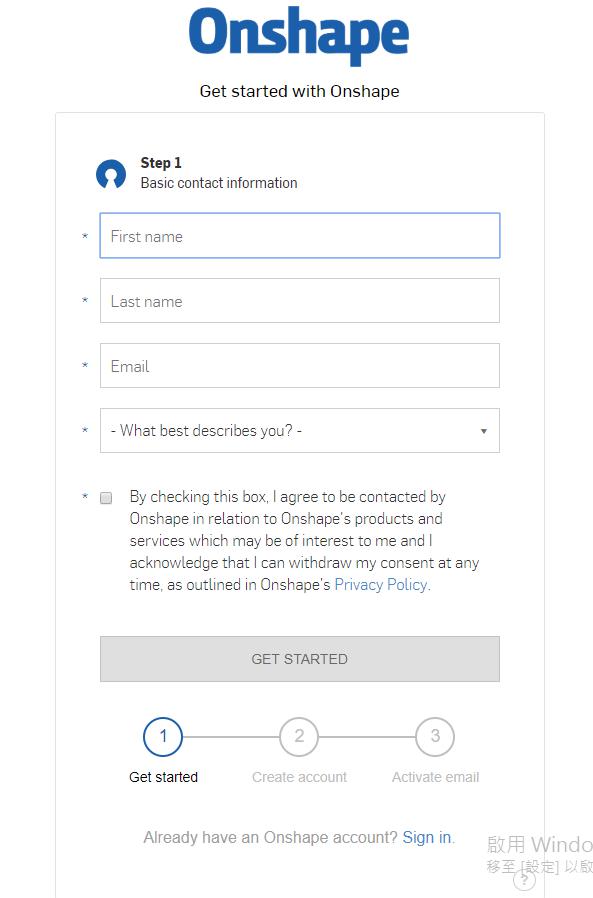 Onshape
Get started with Onshape
Step 1
Basic contact information
* First name
* Last name
* Email
* - What best describes you? -
* By checking this box, I agree to be contacted by
Onshape in relation to Onshape's products and
services which may be of interest to me and I
acknowledge that I can withdraw my consent at any
time, as outlined in Onshape's Privacy Policy.
GET STARTED
1 2 3
Get started Create account Activate email
Already have an Onshape account? Sign in.
啟用 Windo
移至 [設定] 以啟
?